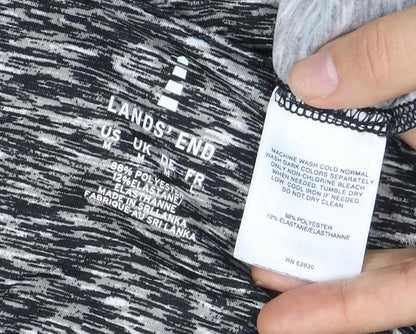 LANDS' END
US UK DE FR
M M M M
88% POLYESTER
12% ELASTANE/
ELASTHANNE
MADE IN SRI LANKA
FABRIQUE AU SRI LANKA
MACHINE WASH COLD NORMAL
WASH DARK COLORS SEPARATELY
ONLY NON-CHLORINE BLEACH
WHEN NEEDED. TUMBLE DRY
LOW, COOL IRON IF NEEDED
DO NOT DRY CLEAN.
88% POLYESTER
12% ELASTANE/ELASTHANNE
RN 62830